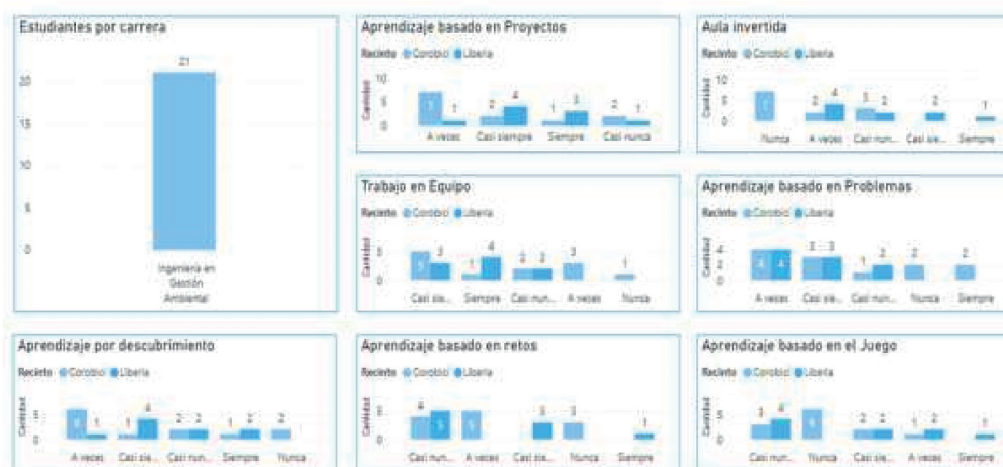 Estudiantes por carrera
21
20
15
10
5
0
Ingeniería en
Gestión
Ambiental
Aprendizaje basado en Proyectos
Recinto Corobicí Liberia
Cantidad
10
5
0
7 1 2 4 1 3 2 1
A veces Casi siempre Siempre Casi nunca
Aula invertida
Recinto Corobicí Liberia
Cantidad
10
5
0
7 2 4 3 2 2 1
Nunca A veces Casi nun... Casi sie... Siempre
Trabajo en Equipo
Recinto Corobicí Liberia
Cantidad
5
0
5 3 1 4 2 2 3 1
Casi sie... Siempre Casi nun... A veces Nunca
Aprendizaje basado en Problemas
Recinto Corobicí Liberia
Cantidad
4
2
0
4 4 3 3 1 2 2 2
A veces Casi sie... Casi nun... Nunca Siempre
Aprendizaje por descubrimiento
Recinto Corobicí Liberia
Cantidad
5
0
6 1 1 4 2 2 1 2 2
A veces Casi sie... Casi nun... Siempre Nunca
Aprendizaje basado en retos
Recinto Corobicí Liberia
Cantidad
5
0
4 5 5 3 3 1
Casi nun... A veces Casi sie... Nunca Siempre
Aprendizaje basado en el Juego
Recinto Corobicí Liberia
Cantidad
5
0
3 4 6 2 2 1 2 1
Casi nun... Nunca Casi sie... A veces Siempre